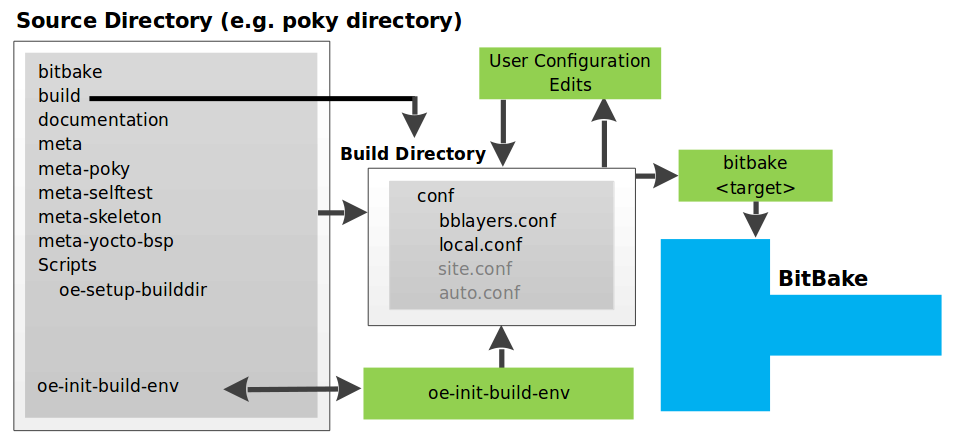 Source Directory (e.g. poky directory)
bitbake
build
documentation
meta
meta-poky
meta-selftest
meta-skeleton
meta-yocto-bsp
Scripts
oe-setup-builddir
oe-init-build-env
User Configuration
Edits
Build Directory
conf
bblayers.conf
local.conf
site.conf
auto.conf
oe-init-build-env
bitbake
<target>
BitBake